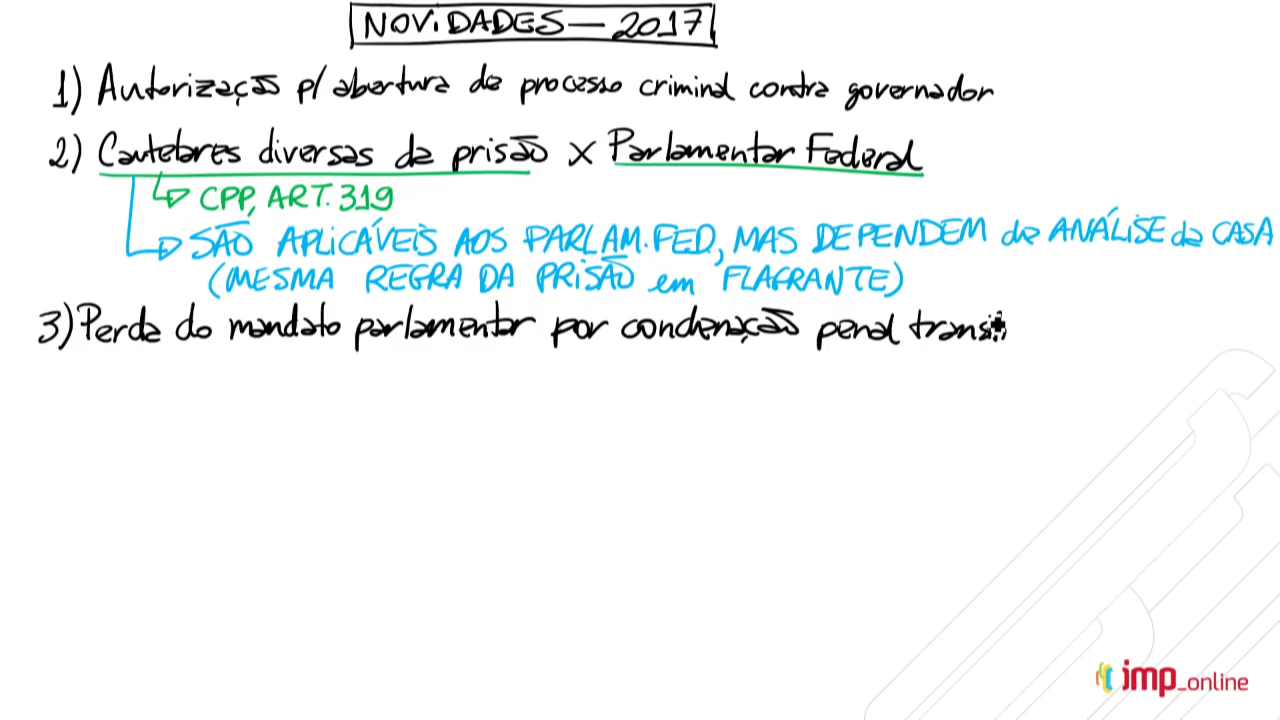 NOVIDADES — 2017
1) Autorização p/ abertura de processo criminal contra governador
2) Cautelares diversas da prisão x Parlamentar Federal
CPP, ART. 319
SÃO APLICÁVEIS AOS PARLAM. FED, MAS DEPENDEM de ANÁLISE da CASA
(MESMA REGRA DA PRISÃO em FLAGRANTE)
3) Perda do mandato parlamentar por condenação penal transi
imp_online